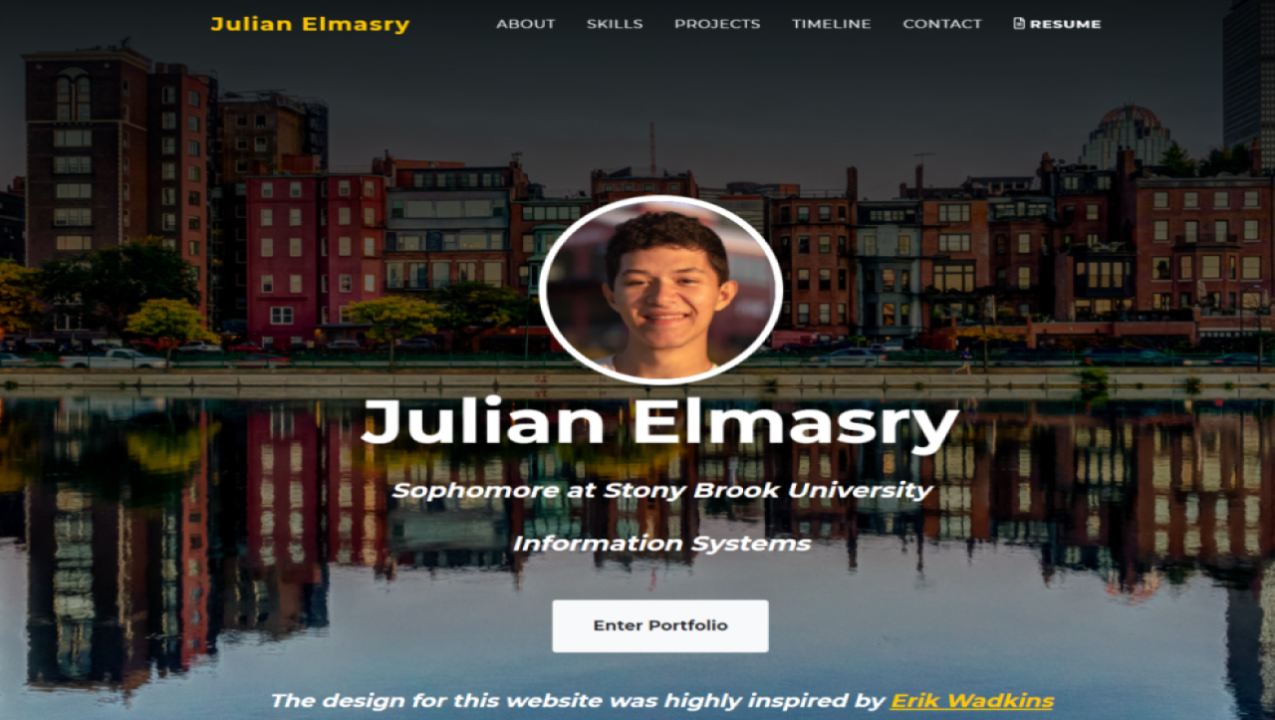 Julian Elmasry
ABOUT SKILLS PROJECTS TIMELINE CONTACT RESUME
Julian Elmasry
Sophomore at Stony Brook University
Information Systems
Enter Portfolio
The design for this website was highly inspired by Erik Wadkins